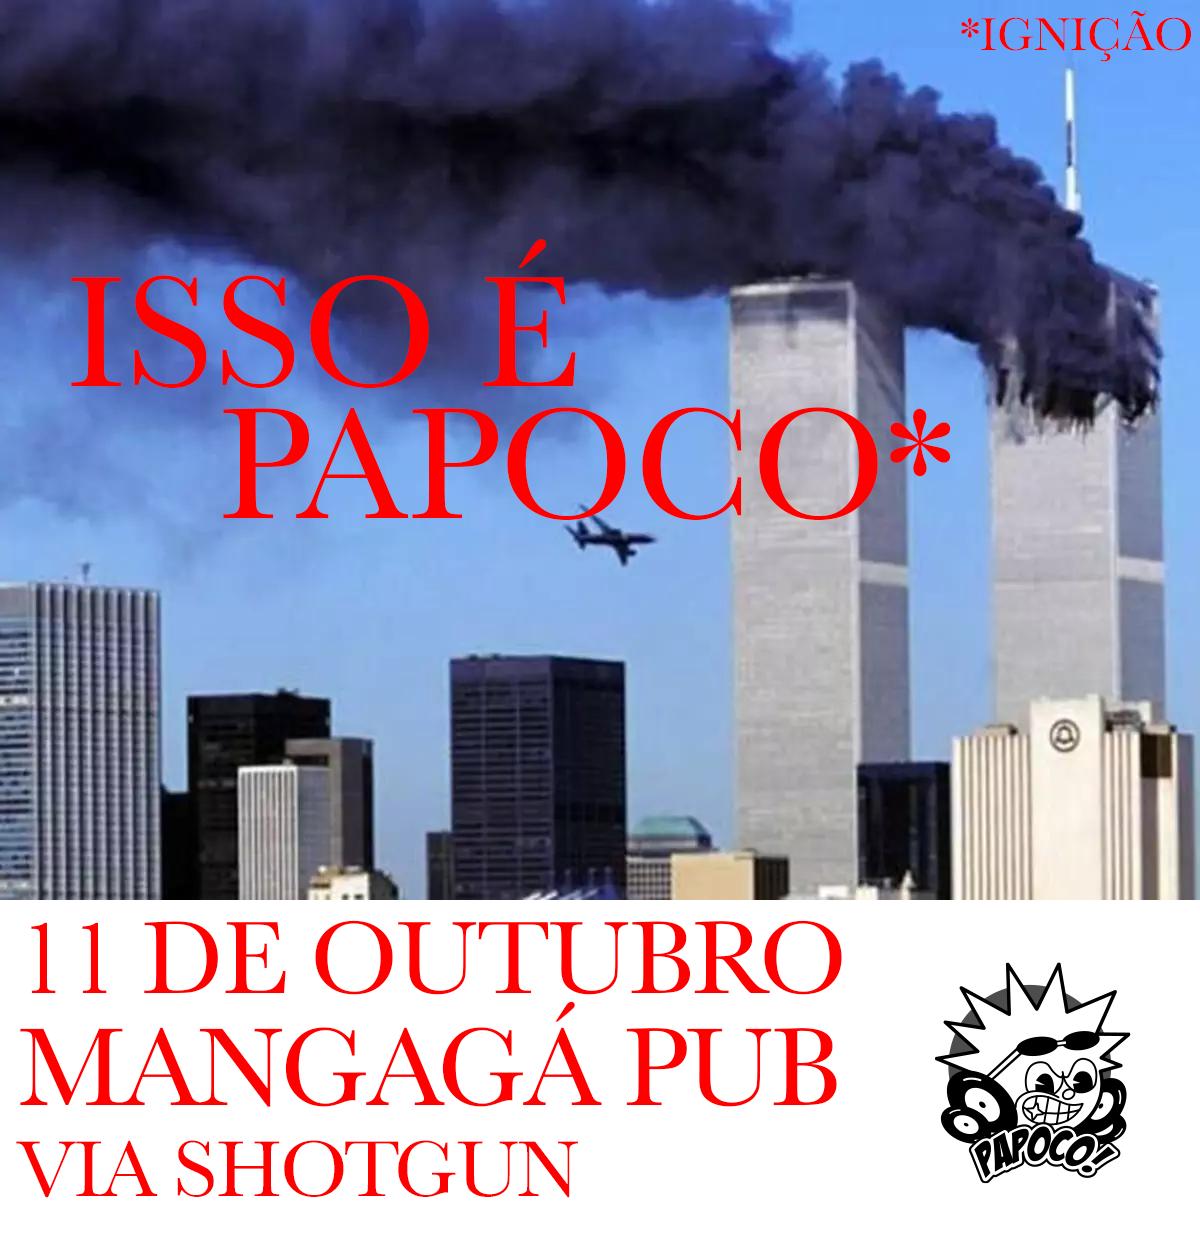 *IGNIÇÃO
ISSO É
PAPOCO*
11 DE OUTUBRO
MANGAGÁ PUB
VIA SHOTGUN
PAPOCO!